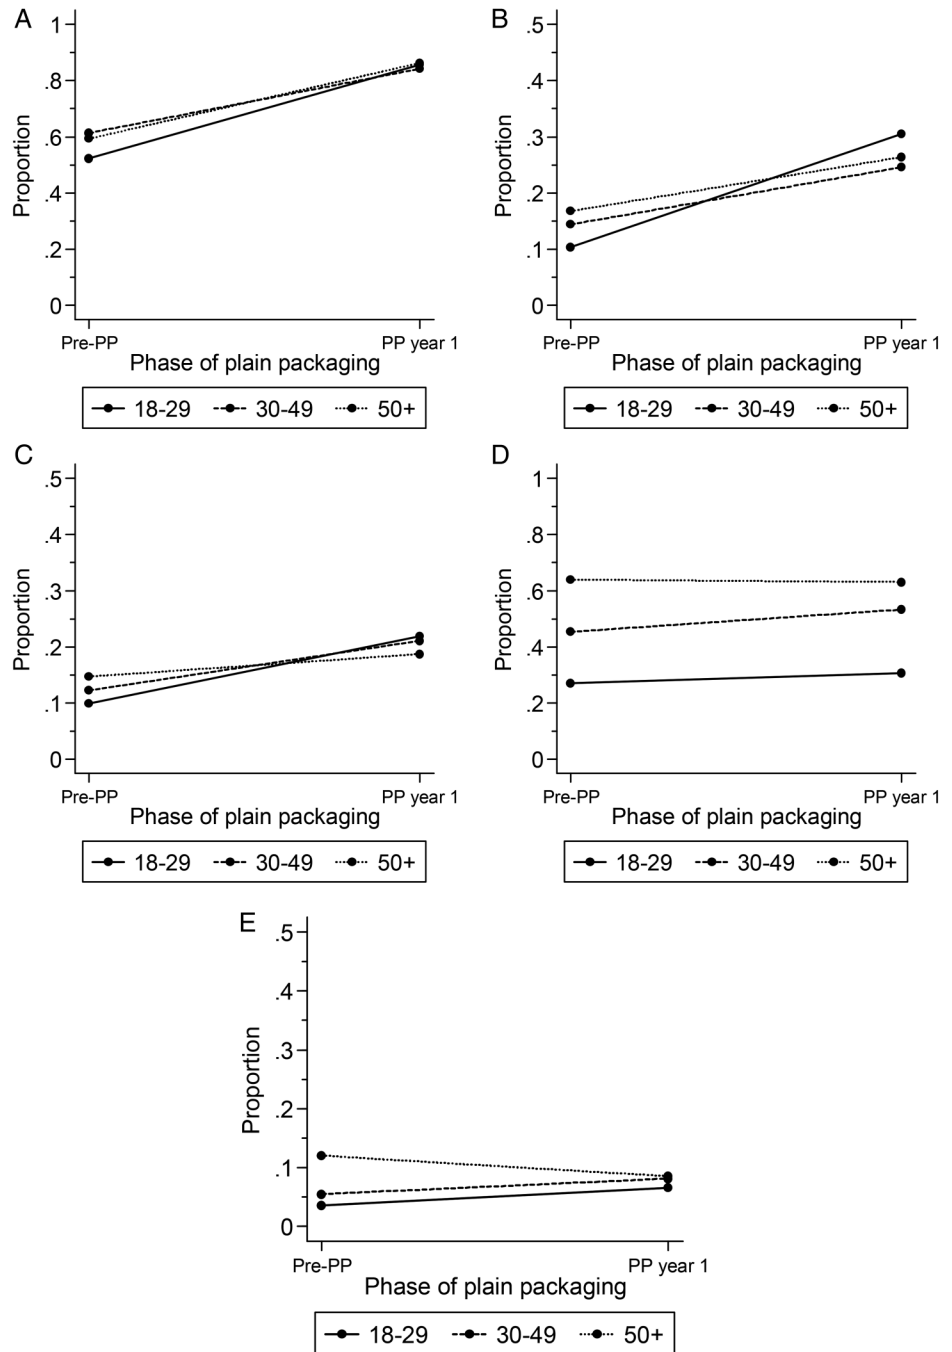 A
Proportion
1
.8
.6
.4
.2
0
Pre-PP PP year 1
Phase of plain packaging
18-29 30-49 50+
B
Proportion
.5
.4
.3
.2
.1
0
Pre-PP PP year 1
Phase of plain packaging
18-29 30-49 50+
C
Proportion
.5
.4
.3
.2
.1
0
Pre-PP PP year 1
Phase of plain packaging
18-29 30-49 50+
D
Proportion
1
.8
.6
.4
.2
0
Pre-PP PP year 1
Phase of plain packaging
18-29 30-49 50+
E
Proportion
.5
.4
.3
.2
.1
0
Pre-PP PP year 1
Phase of plain packaging
18-29 30-49 50+